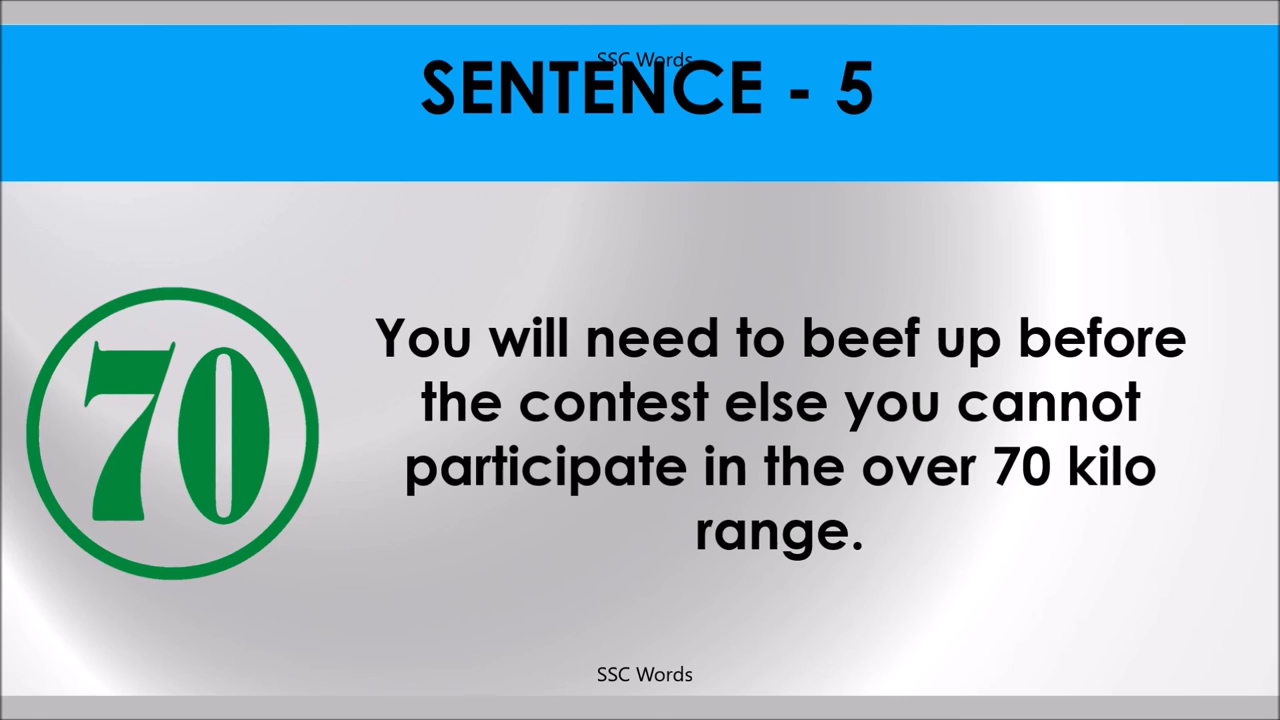 SSC Words
SENTENCE - 5
70
You will need to beef up before
the contest else you cannot
participate in the over 70 kilo
range.
SSC Words